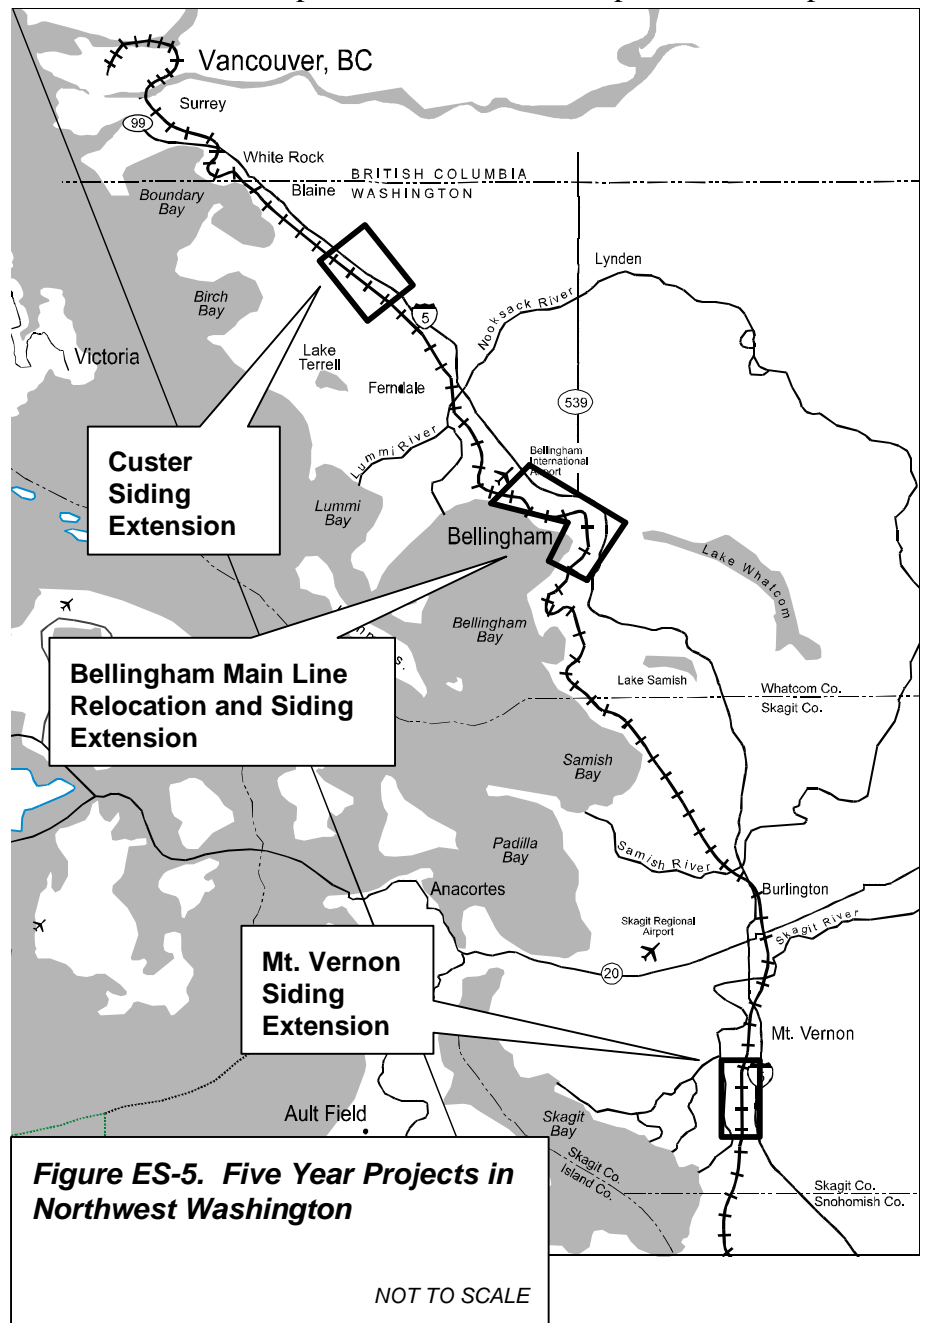 Vancouver, BC
Surrey
99
White Rock
BRITISH COLUMBIA
Blaine
WASHINGTON
Boundary
Bay
Lynden
Birch
Bay
Nooksack River
5
Victoria
Lake
Terrell
Ferndale
539
Custer
Siding
Extension
Lummi River
Bellingham
International
Airport
Lummi
Bay
Bellingham
Lake Whatcom
Bellingham
Bay
Bellingham Main Line
Relocation and Siding
Extension
Lake Samish
Whatcom Co.
Skagit Co.
Samish
Bay
Padilla
Bay
Samish River
Anacortes
Burlington
Skagit Regional
Airport
Skagit River
20
Mt. Vernon
Siding
Extension
Mt. Vernon
Ault Field
Skagit
Bay
Skagit Co.
Island Co.
Skagit Co.
Snohomish Co.
Figure ES-5. Five Year Projects in
Northwest Washington
NOT TO SCALE